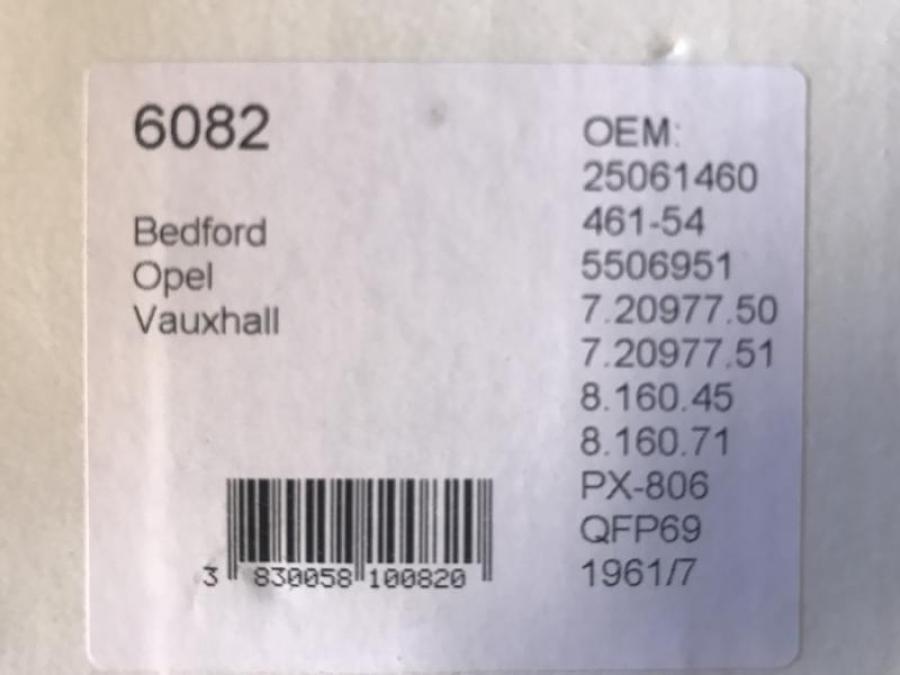 6082
Bedford
Opel
Vauxhall
3 830058 100820
OEM:
25061460
461-54
5506951
7.20977.50
7.20977.51
8.160.45
8.160.71
PX-806
QFP69
1961/7